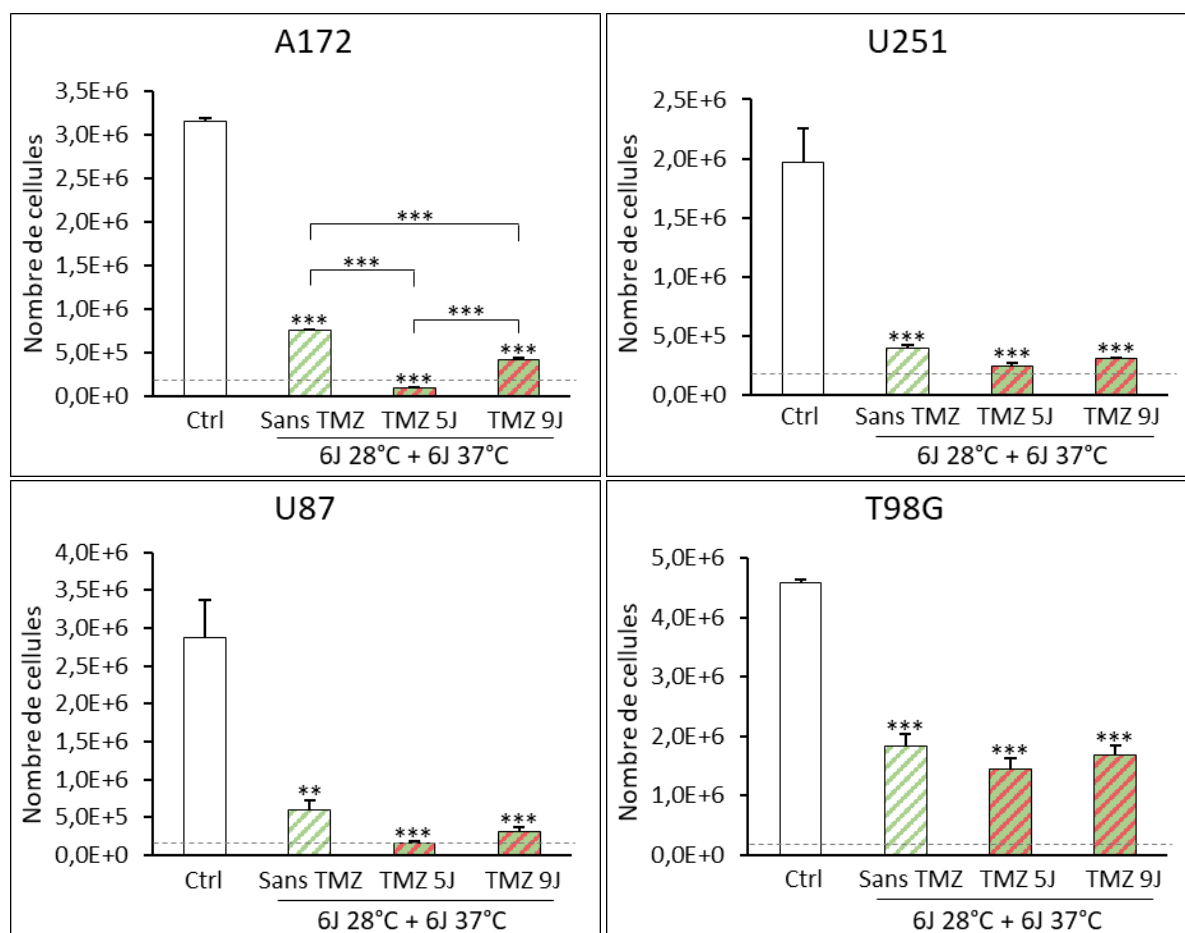 A172
Nombre de cellules
3,5E+6
3,0E+6
2,5E+6
2,0E+6
1,5E+6
1,0E+6
5,0E+5
0,0E+0
***
***
***
***
***
***
Ctrl Sans TMZ TMZ 5J TMZ 9J
6J 28°C + 6J 37°C
U251
Nombre de cellules
2,5E+6
2,0E+6
1,5E+6
1,0E+6
5,0E+5
0,0E+0
*** *** ***
Ctrl Sans TMZ TMZ 5J TMZ 9J
6J 28°C + 6J 37°C
U87
Nombre de cellules
4,0E+6
3,5E+6
3,0E+6
2,5E+6
2,0E+6
1,5E+6
1,0E+6
5,0E+5
0,0E+0
** *** ***
Ctrl Sans TMZ TMZ 5J TMZ 9J
6J 28°C + 6J 37°C
T98G
Nombre de cellules
5,0E+6
4,0E+6
3,0E+6
2,0E+6
1,0E+6
0,0E+0
*** *** ***
Ctrl Sans TMZ TMZ 5J TMZ 9J
6J 28°C + 6J 37°C